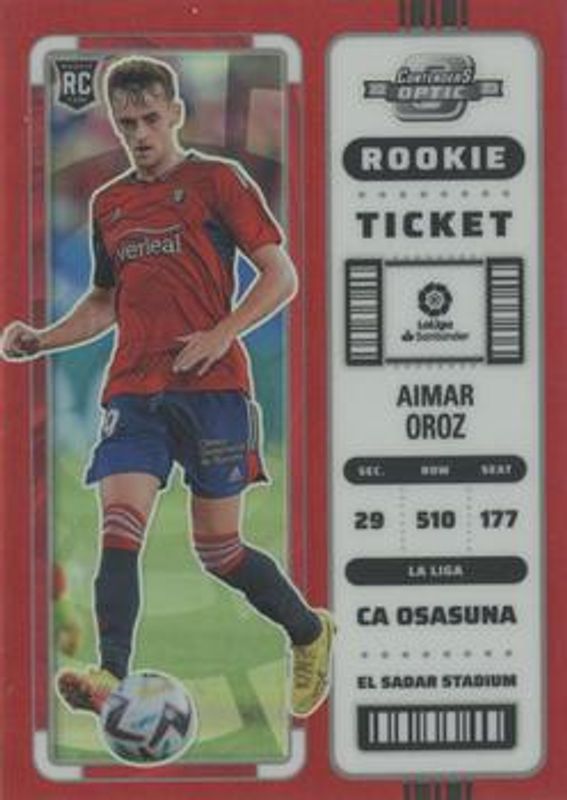 RC
verleal
CONTENDERS
OPTIC
ROOKIE
TICKET
LaLiga
Santander
AIMAR
OROZ
SEC. ROW SEAT
29 510 177
LA LIGA
CA OSASUNA
EL SADAR STADIUM